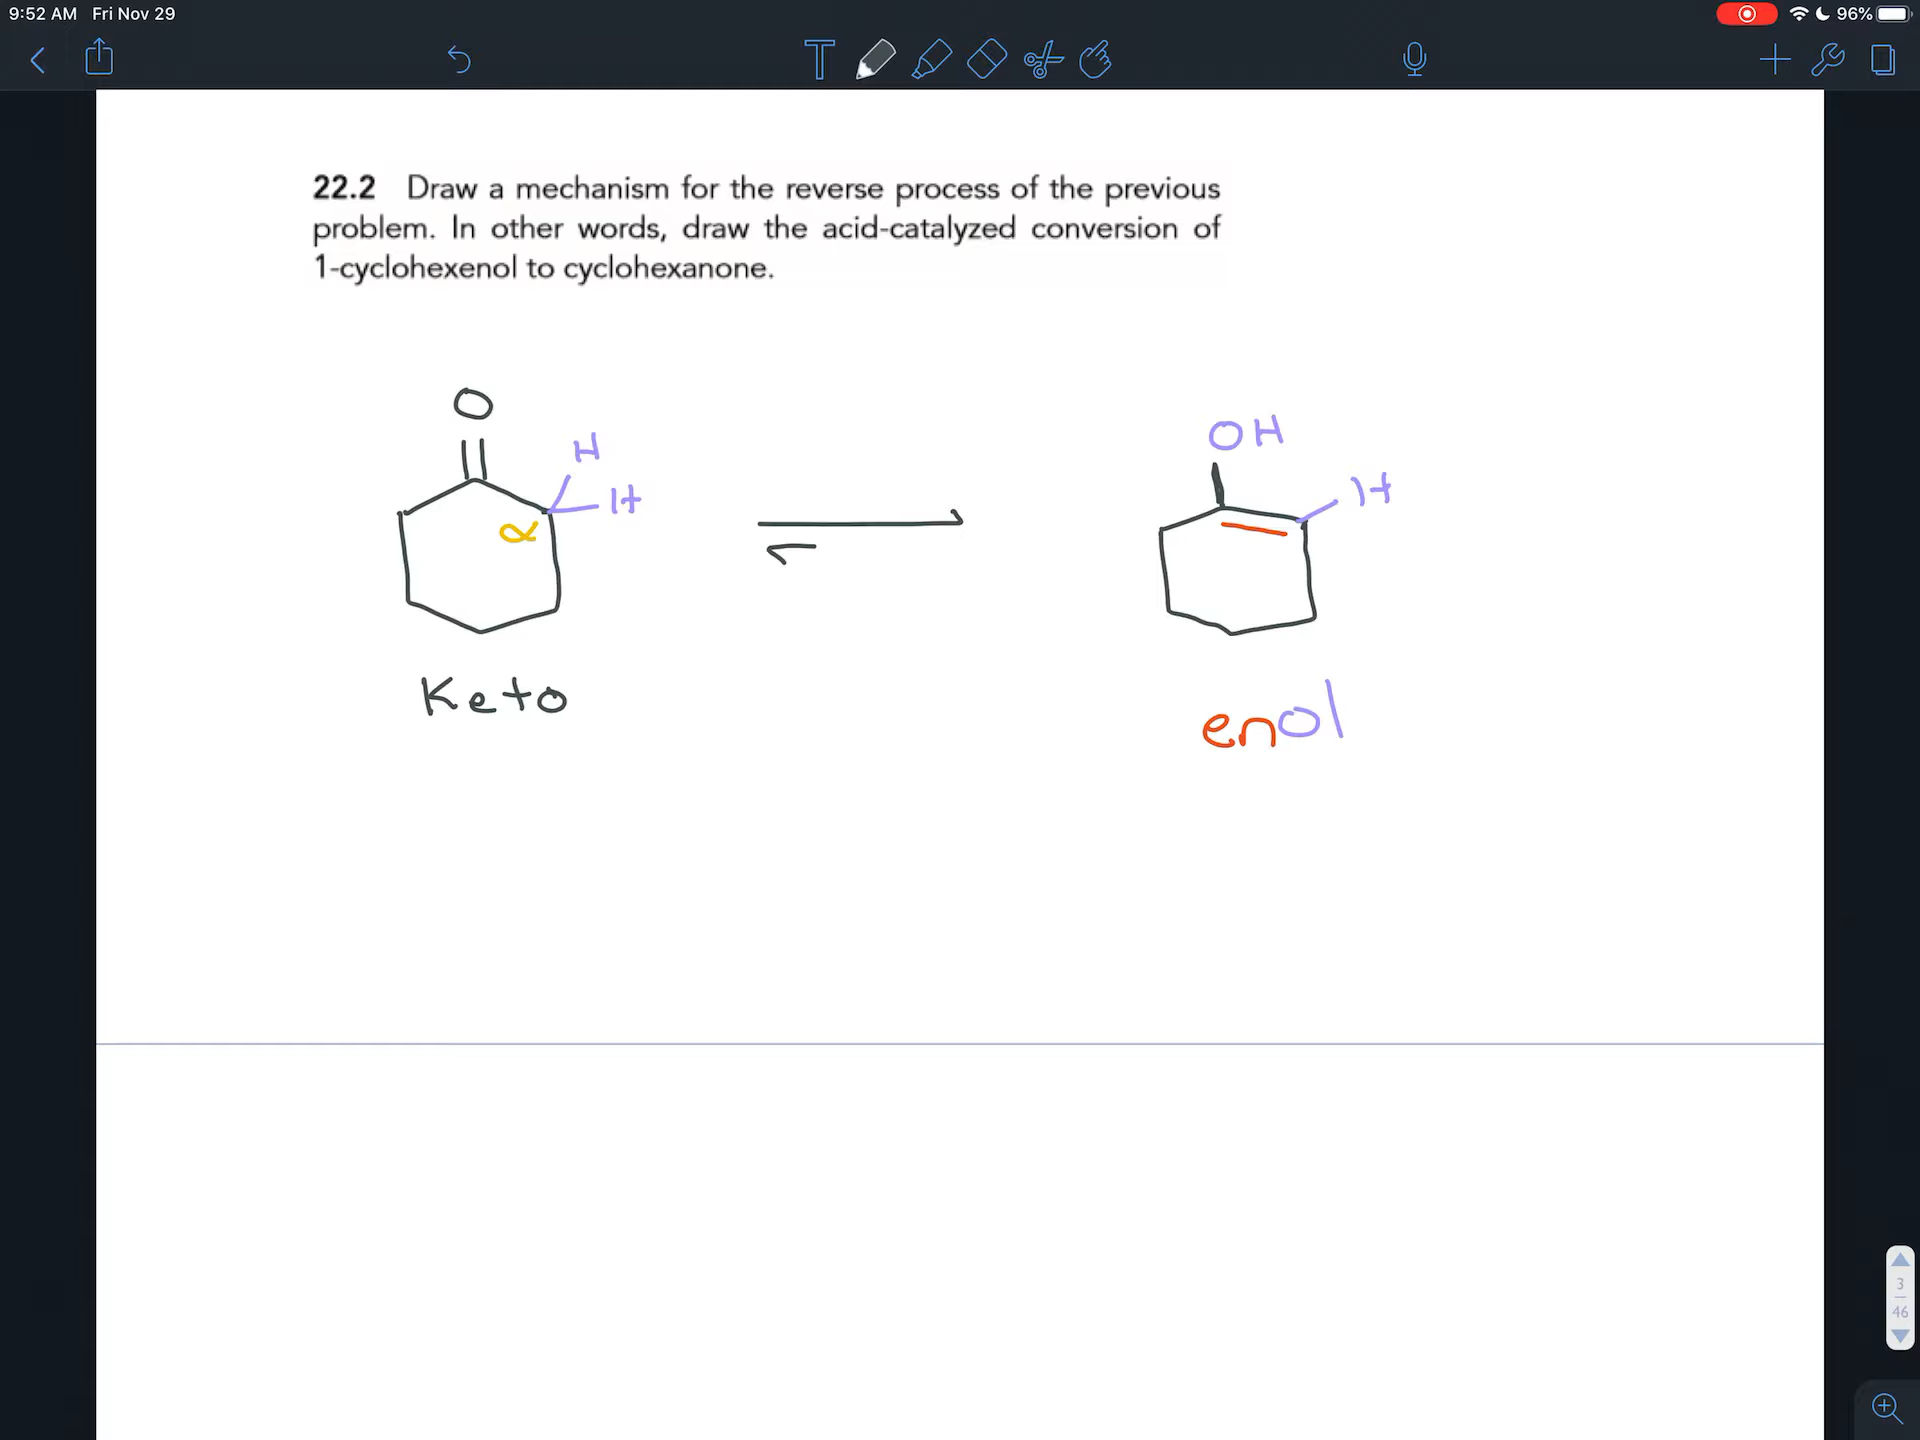 9:52 AM Fri Nov 29
96%
22.2 Draw a mechanism for the reverse process of the previous
problem. In other words, draw the acid-catalyzed conversion of
1-cyclohexenol to cyclohexanone.
O
H
H
α
OH
H
Keto
enol
3
46